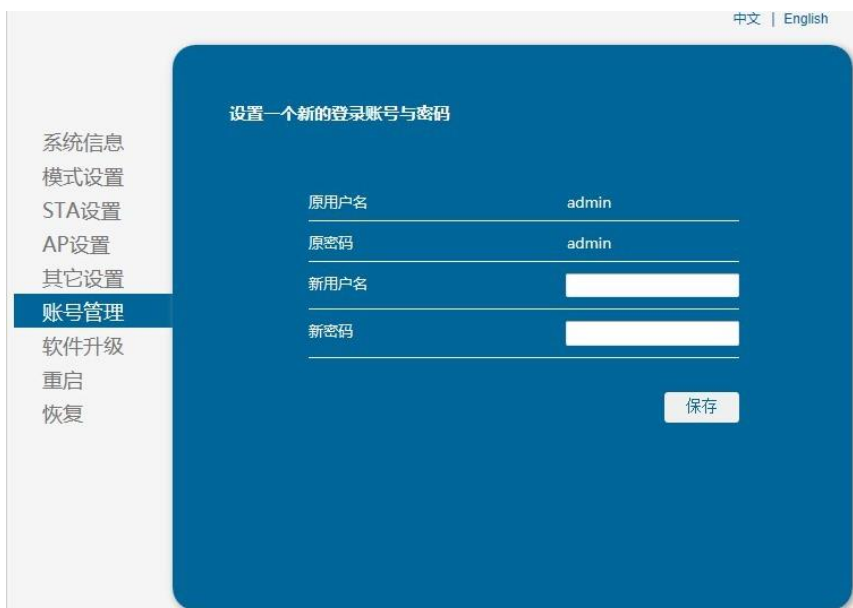 中文 | English
设置一个新的登录账号与密码
系统信息
模式设置
STA设置
AP设置
其它设置
账号管理
软件升级
重启
恢复
原用户名 admin
原密码 admin
新用户名
新密码
保存